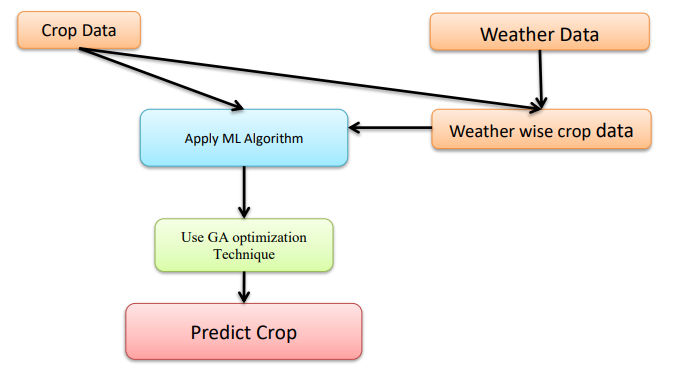 Crop Data
Weather Data
Apply ML Algorithm
Weather wise crop data
Use GA optimization
Technique
Predict Crop